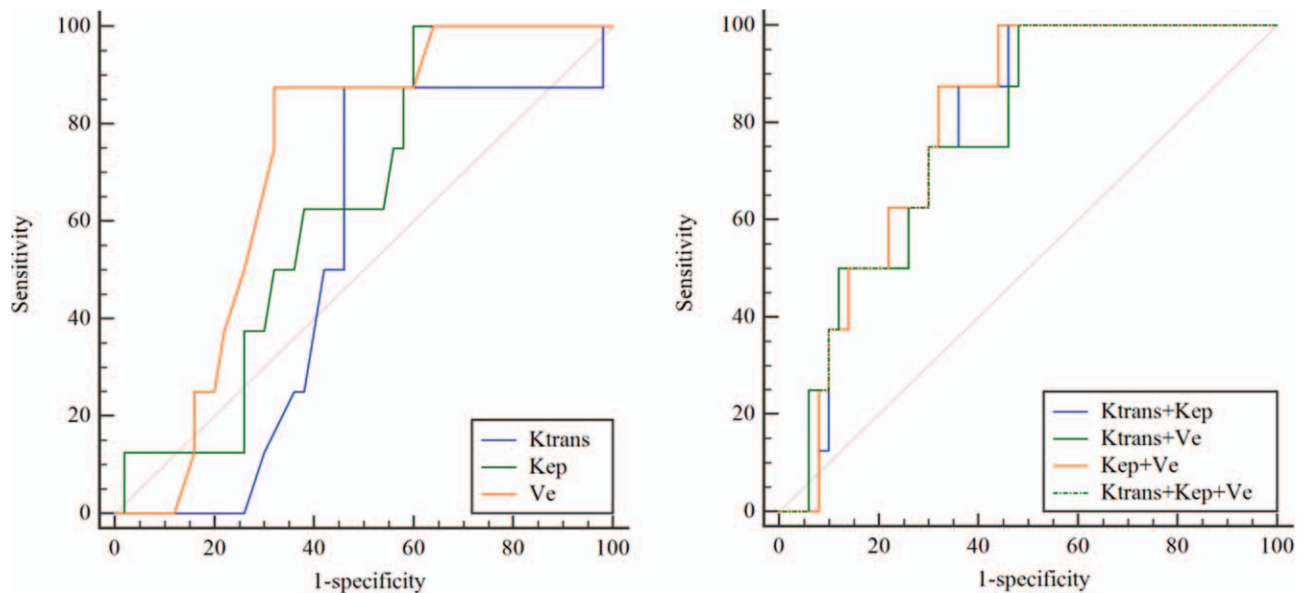 100
80
60
40
20
0
Sensitivity
0 20 40 60 80 100
1-specificity
Ktrans
Kep
Ve
100
80
60
40
20
0
Sensitivity
0 20 40 60 80 100
1-specificity
Ktrans+Kep
Ktrans+Ve
Kep+Ve
Ktrans+Kep+Ve